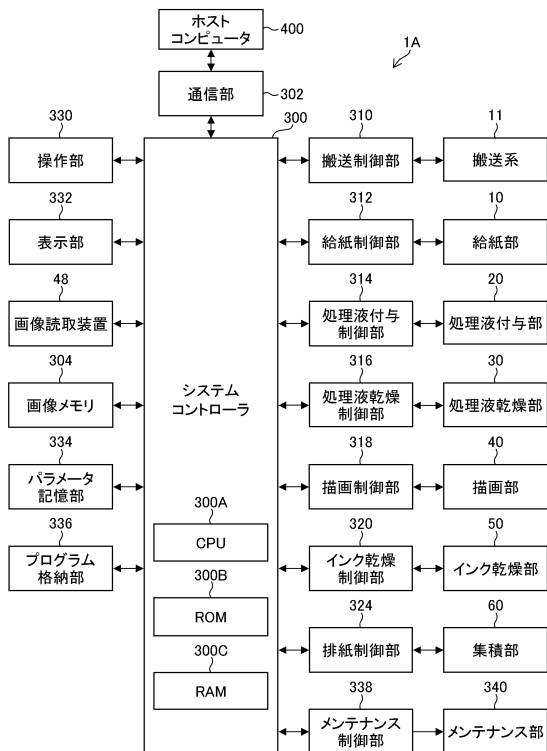 ホスト
コンピュータ
400
1A
通信部
302
300
330
操作部
332
表示部
48
画像読取装置
304
画像メモリ
334
パラメータ
記憶部
336
プログラム
格納部
システム
コントローラ
300A
CPU
300B
ROM
300C
RAM
310
搬送制御部
11
搬送系
312
給紙制御部
10
給紙部
314
処理液付与
制御部
20
処理液付与部
316
処理液乾燥
制御部
30
処理液乾燥部
318
描画制御部
40
描画部
320
インク乾燥
制御部
50
インク乾燥部
324
排紙制御部
60
集積部
338
メンテナンス
制御部
340
メンテナンス部